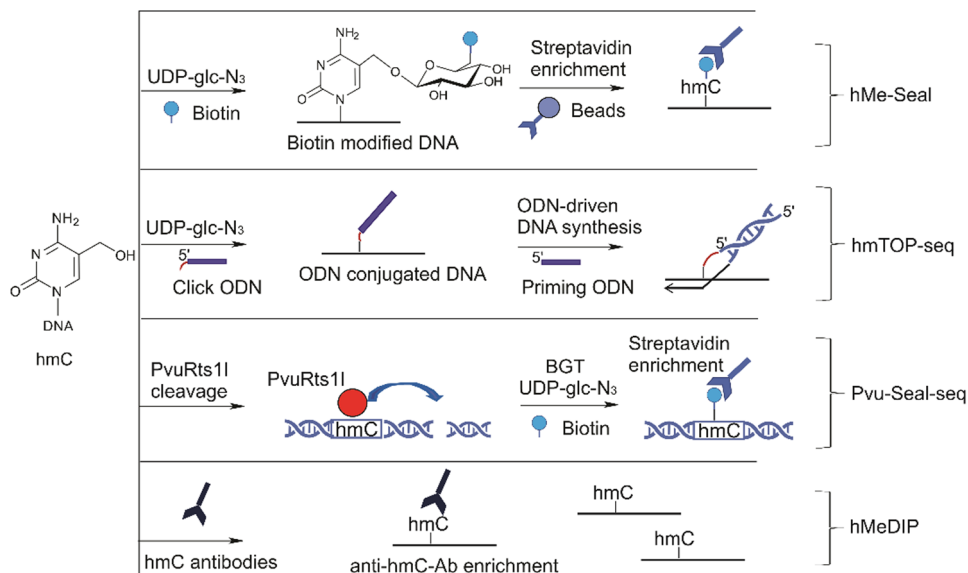 NH₂
N
O
N
O
O
HO
OH
OH
UDP-glc-N₃
Biotin
Biotin modified DNA
Streptavidin
enrichment
Beads
hmC
hMe-Seal
NH₂
N
OH
O
N
DNA
hmC
UDP-glc-N₃
5'
Click ODN
ODN conjugated DNA
ODN-driven
DNA synthesis
5'
Priming ODN
5'
5'
hmTOP-seq
PvuRts1I
cleavage
PvuRts1I
hmC
BGT
UDP-glc-N₃
Biotin
Streptavidin
enrichment
hmC
Pvu-Seal-seq
hmC antibodies
hmC
anti-hmC-Ab enrichment
hmC
hmC
hMeDIP